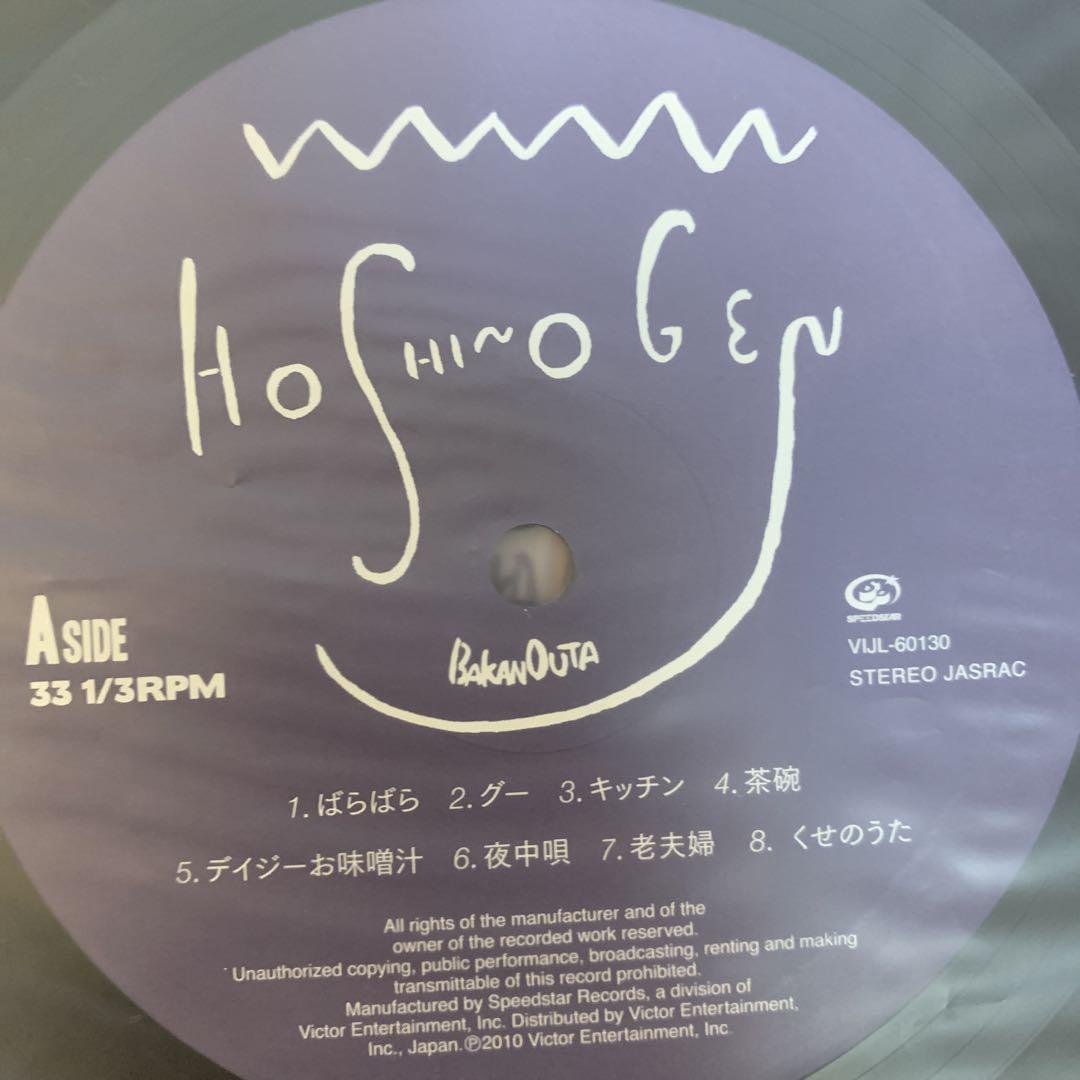 HOSHINO GEN
BAKANOUTA
A SIDE
33 1/3RPM
SPEEDSTAR
VIJL-60130
STEREO JASRAC
1. ばらばら 2. グー 3. キッチン 4. 茶碗
5. デイジーお味噌汁 6. 夜中唄 7. 老夫婦 8. くせのうた
All rights of the manufacturer and of the
owner of the recorded work reserved.
Unauthorized copying, public performance, broadcasting, renting and making
transmittable of this record prohibited.
Manufactured by Speedstar Records, a division of
Victor Entertainment, Inc. Distributed by Victor Entertainment,
Inc., Japan.Ⓟ2010 Victor Entertainment, Inc